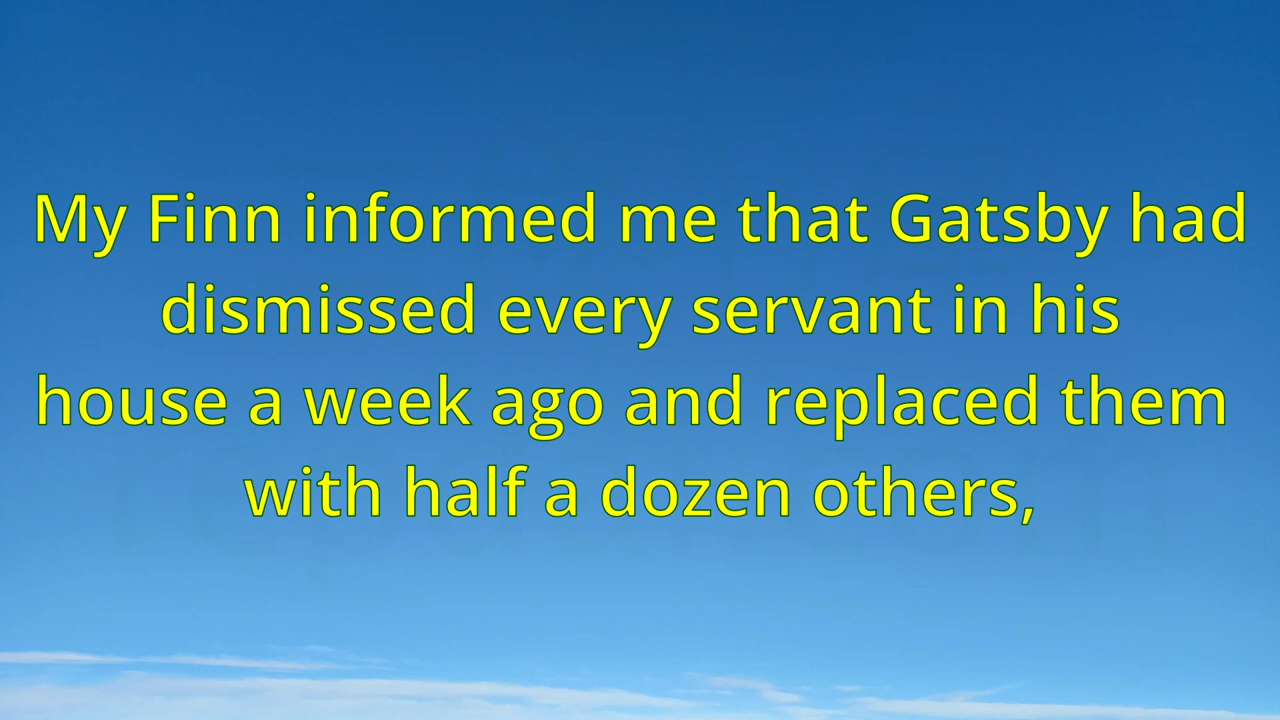 My Finn informed me that Gatsby had
dismissed every servant in his
house a week ago and replaced them
with half a dozen others,